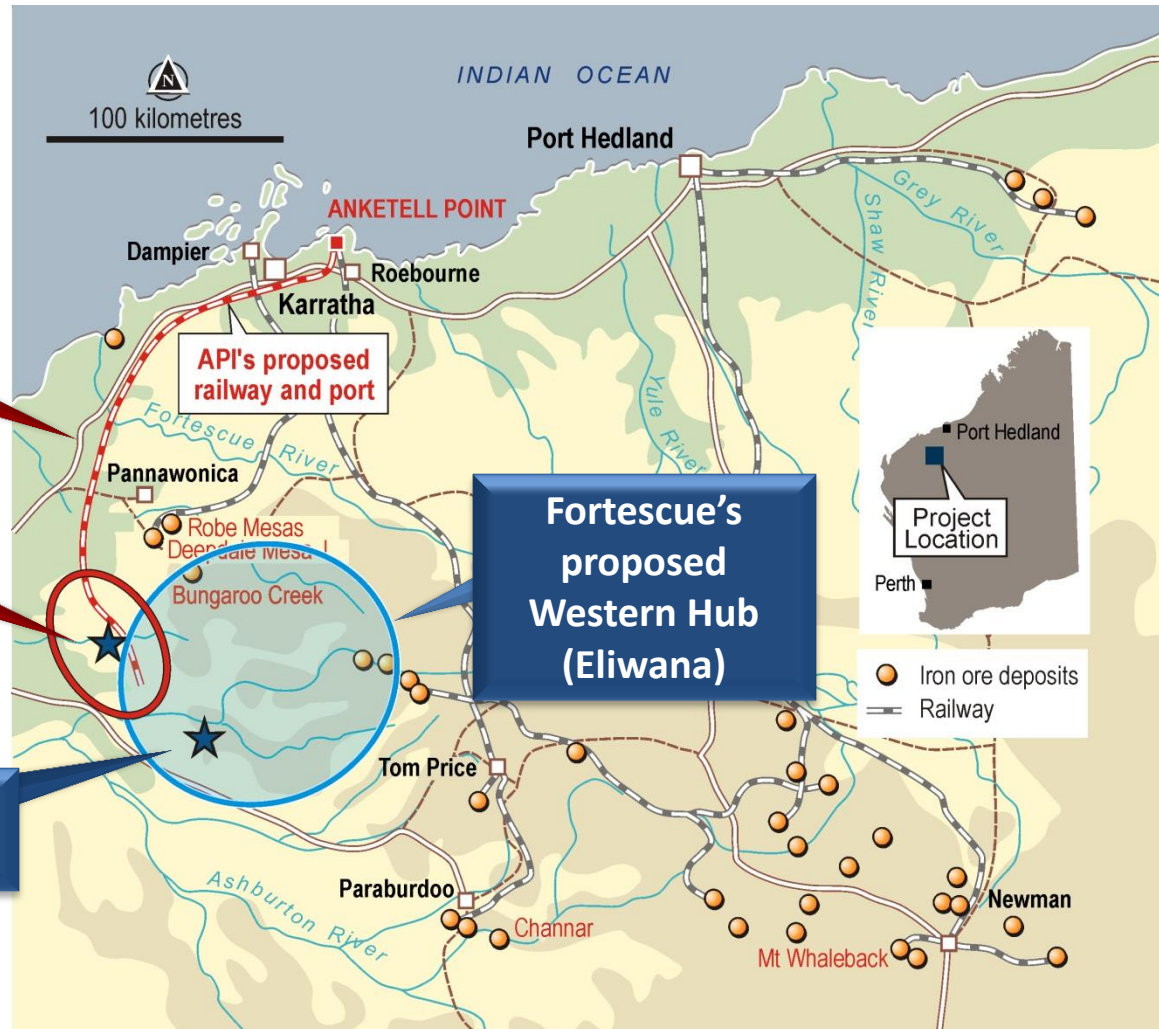 INDIAN OCEAN
100 kilometres
N
Port Hedland
ANKETELL POINT
Dampier
Roebourne
Karratha
Grey River
Shaw River
API's proposed
railway and port
Yule River
Fortescue River
Port Hedland
Project
Location
Perth
Pannawonica
Robe Mesas
Deepdale Mesa J
Bungaroo Creek
Fortescue’s
proposed
Western Hub
(Eliwana)
Iron ore deposits
Railway
Tom Price
Paraburdoo
Ashburton River
Channar
Newman
Mt Whaleback